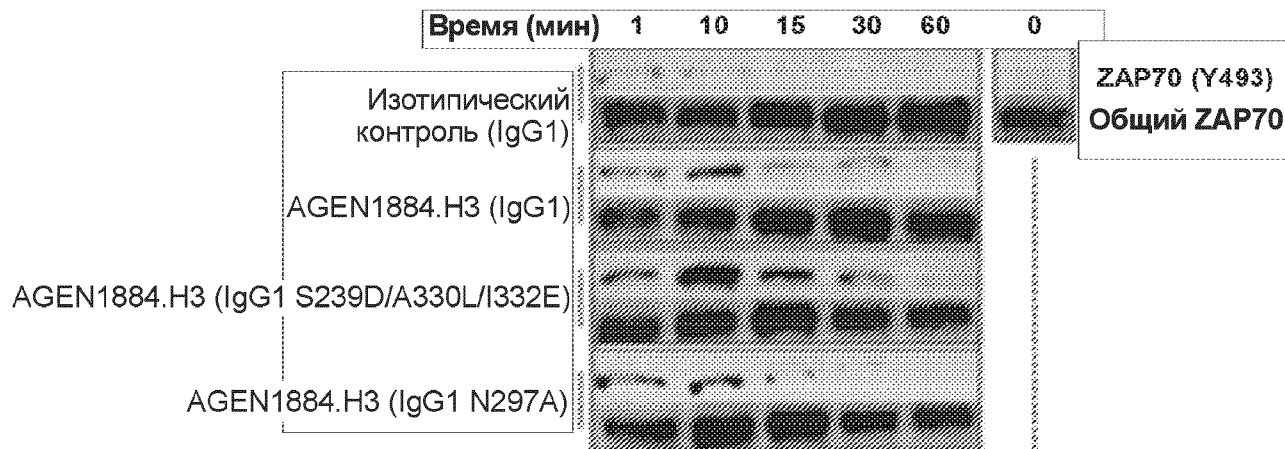 Время (мин) 1 10 15 30 60 0
ZAP70 (Y493)
Общий ZAP70
Изотипический
контроль (IgG1)
AGEN1884.H3 (IgG1)
AGEN1884.H3 (IgG1 S239D/A330L/I332E)
AGEN1884.H3 (IgG1 N297A)